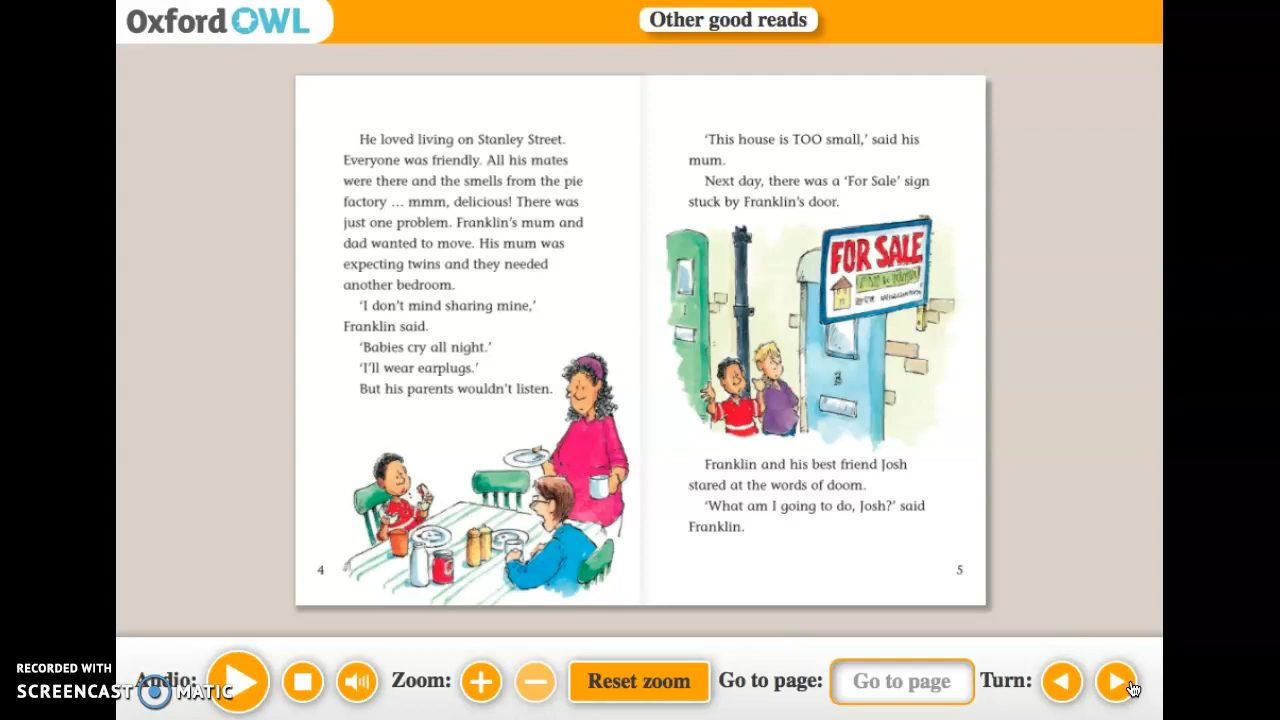 Oxford OWL
Other good reads
He loved living on Stanley Street.
Everyone was friendly. All his mates
were there and the smells from the pie
factory … mmm, delicious! There was
just one problem. Franklin's mum and
dad wanted to move. His mum was
expecting twins and they needed
another bedroom.
'I don't mind sharing mine,'
Franklin said.
'Babies cry all night.'
'I'll wear earplugs.'
But his parents wouldn't listen.
4
'This house is TOO small,' said his
mum.
Next day, there was a 'For Sale' sign
stuck by Franklin's door.
FOR SALE
3
Franklin and his best friend Josh
stared at the words of doom.
'What am I going to do, Josh?' said
Franklin.
5
Audio:
Zoom:
Reset zoom
Go to page:
Go to page
Turn:
RECORDED WITH
SCREENCAST MATIC